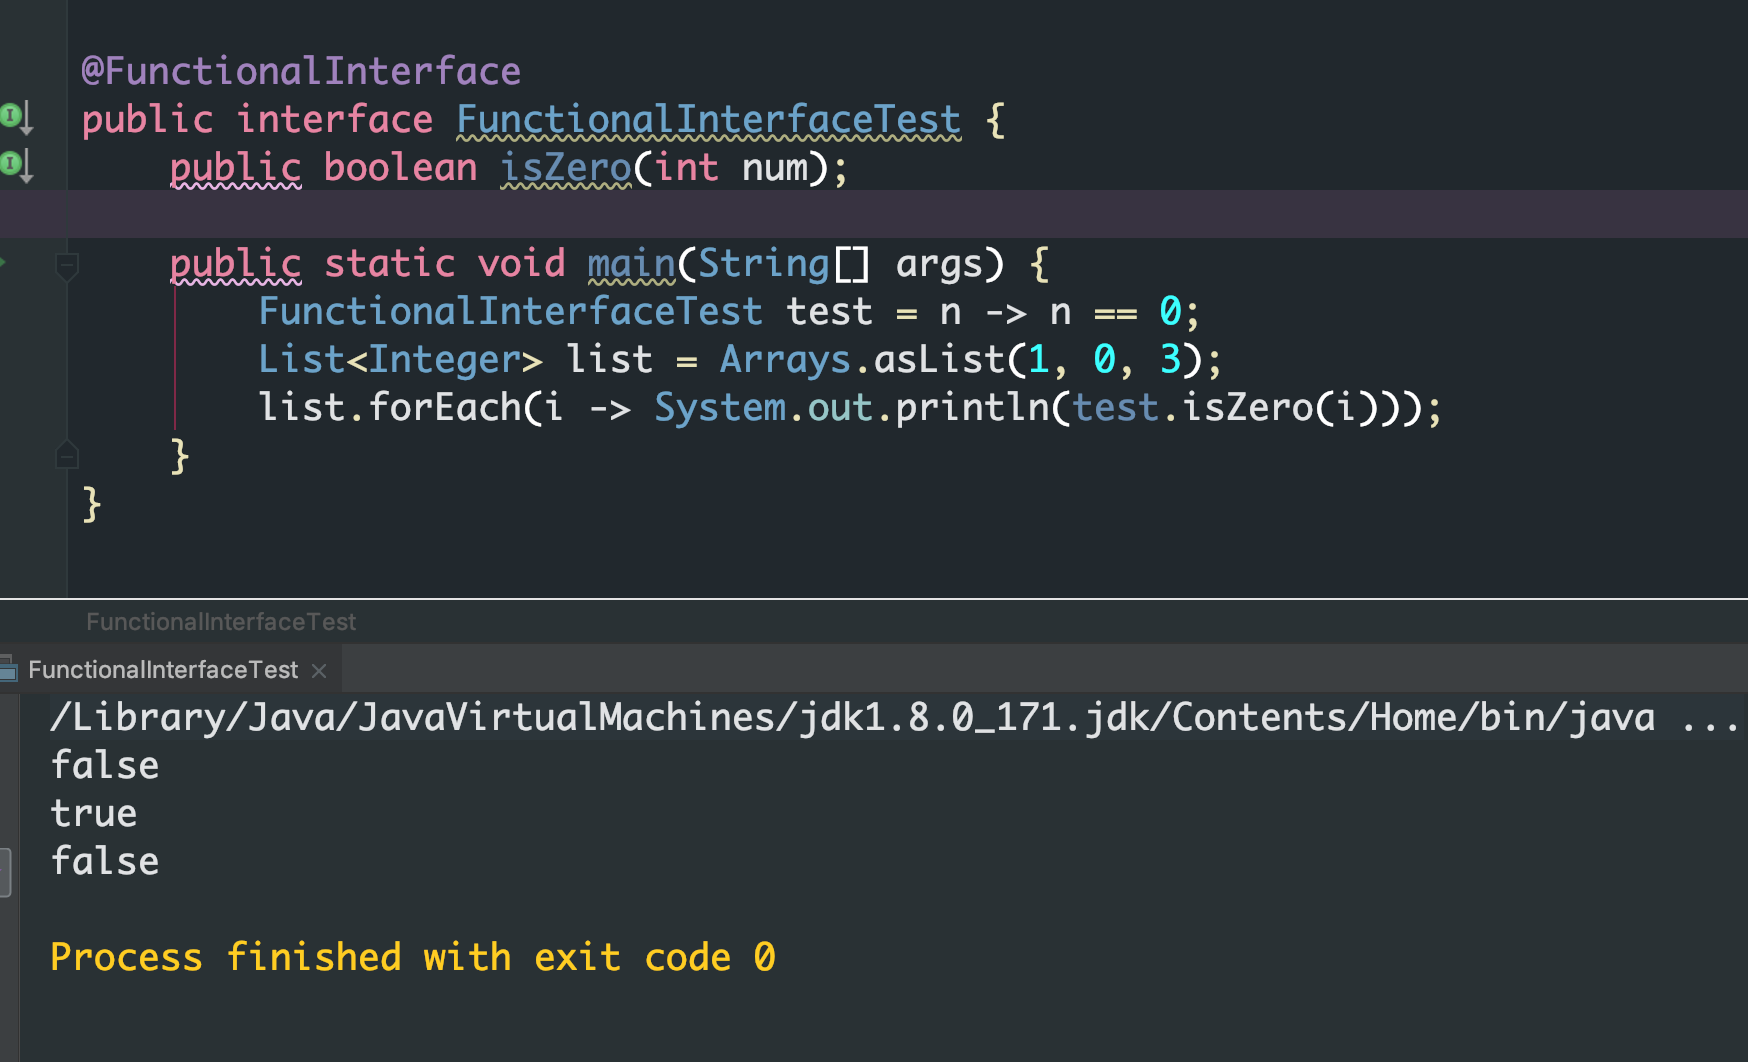 @FunctionalInterface
public interface FunctionalInterfaceTest {
    public boolean isZero(int num);
    public static void main(String[] args) {
        FunctionalInterfaceTest test = n -> n == 0;
        List<Integer> list = Arrays.asList(1, 0, 3);
        list.forEach(i -> System.out.println(test.isZero(i)));
    }
}
FunctionalInterfaceTest
FunctionalInterfaceTest ×
/Library/Java/JavaVirtualMachines/jdk1.8.0_171.jdk/Contents/Home/bin/java ...
false
true
false
Process finished with exit code 0